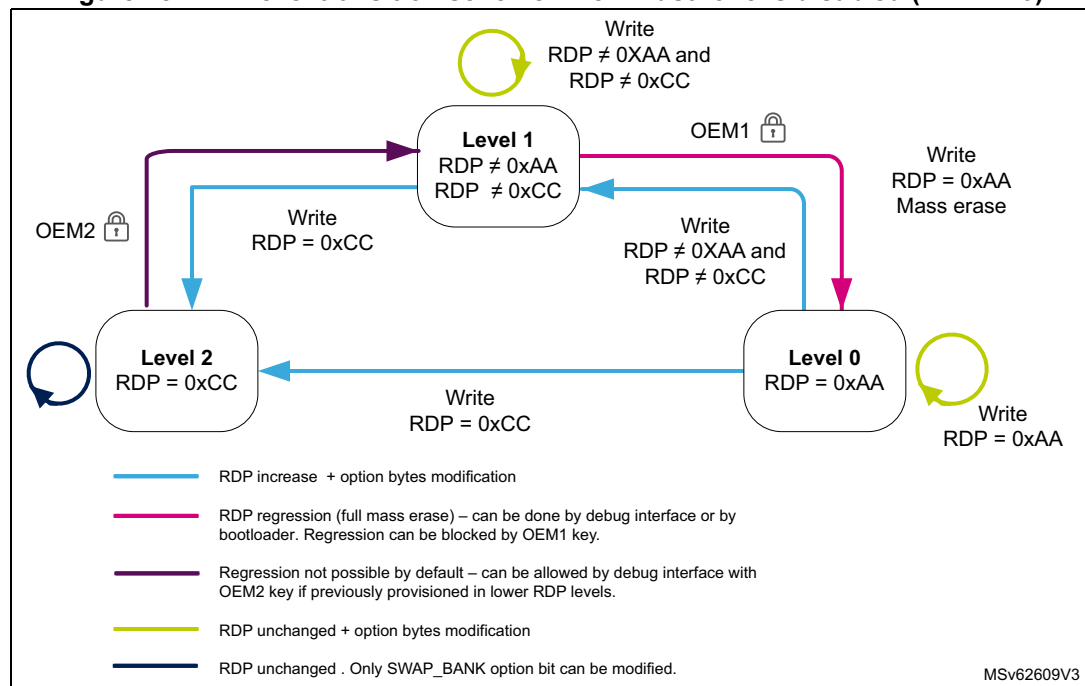 Write
RDP ≠ 0XAA and
RDP ≠ 0xCC
Level 1
RDP ≠ 0xAA
RDP ≠ 0xCC
OEM1
Write
RDP = 0xAA
Mass erase
OEM2
Write
RDP = 0xCC
Write
RDP ≠ 0XAA and
RDP ≠ 0xCC
Level 2
RDP = 0xCC
Level 0
RDP = 0xAA
Write
RDP = 0xCC
Write
RDP = 0xAA
RDP increase + option bytes modification
RDP regression (full mass erase) – can be done by debug interface or by
bootloader. Regression can be blocked by OEM1 key.
Regression not possible by default – can be allowed by debug interface with
OEM2 key if previously provisioned in lower RDP levels.
RDP unchanged + option bytes modification
RDP unchanged . Only SWAP_BANK option bit can be modified.
MSv62609V3